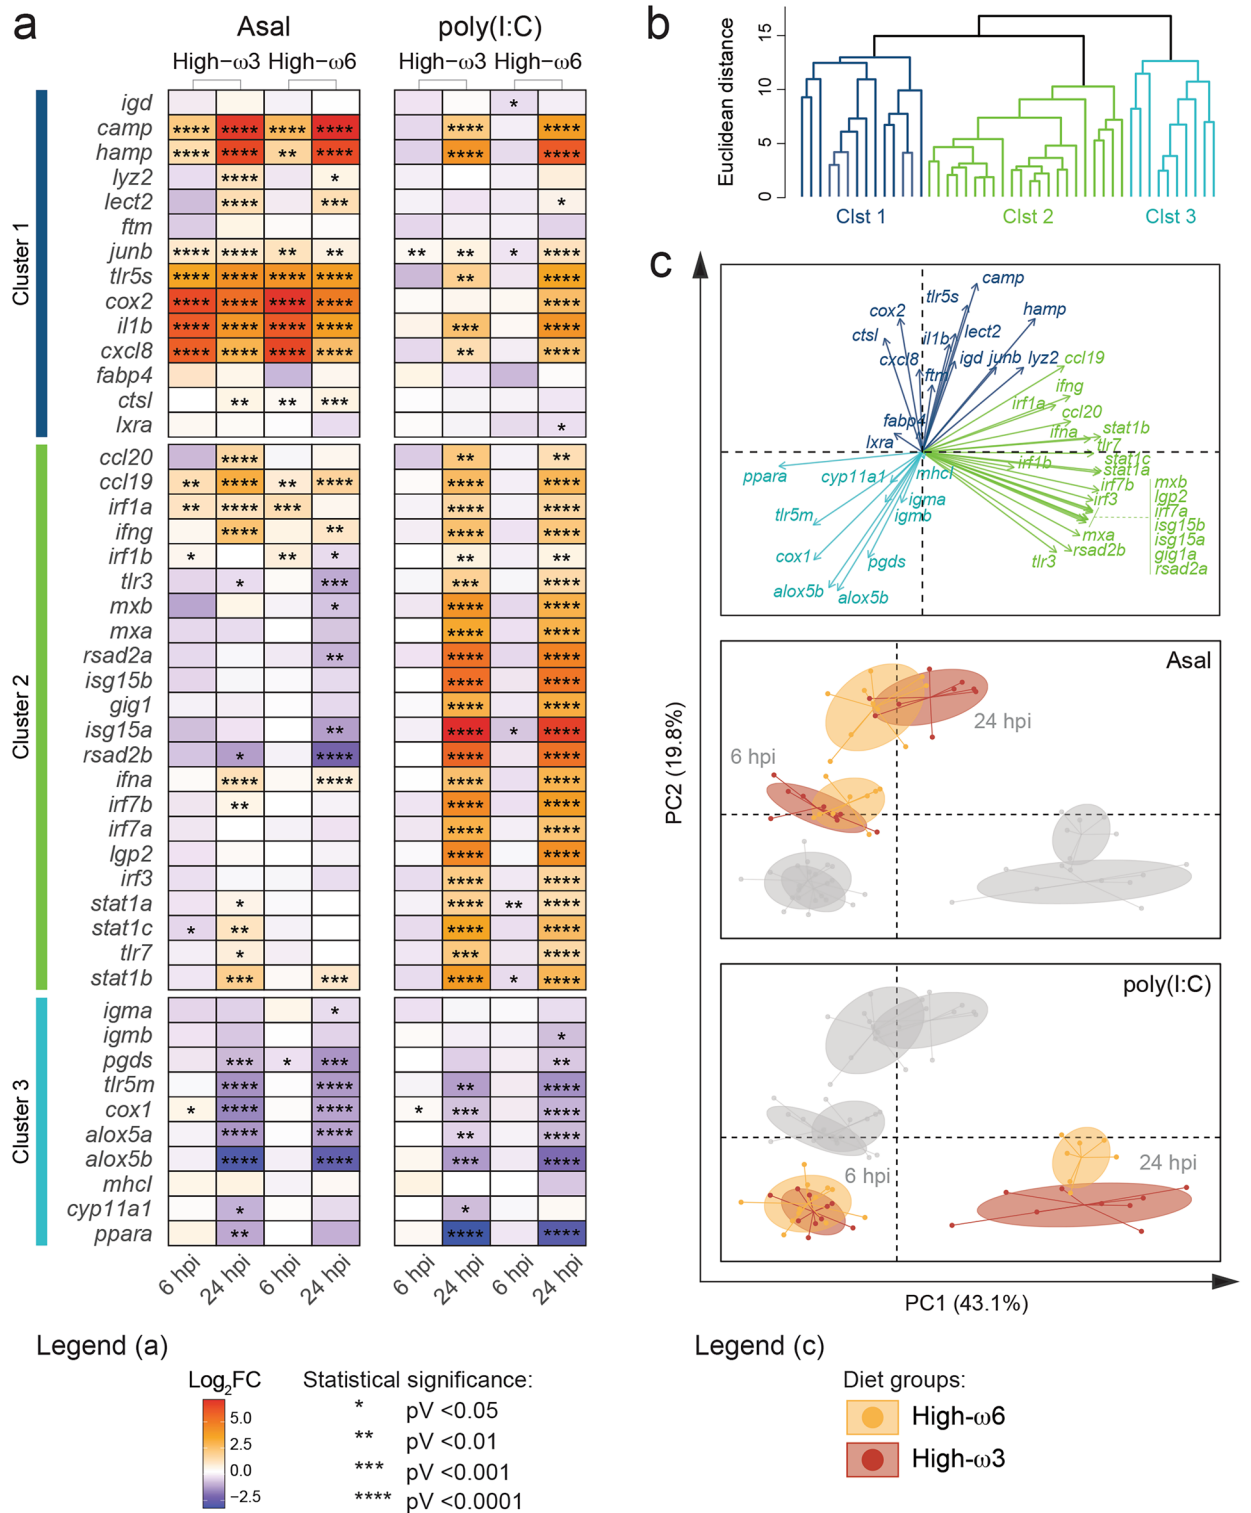 a
Asal
poly(I:C)
High-ω3 High-ω6
High-ω3 High-ω6
Cluster 1
igd *
camp **** **** **** **** **** ****
hamp **** **** ** **** **** ****
lyz2 **** *
lect2 **** *** *
ftm
junb **** **** ** ** ** ** * ****
tlr5s **** **** **** **** ** ****
cox2 **** **** **** **** ****
il1b **** **** **** **** *** ****
cxcl8 **** **** **** **** ** ****
fabp4
ctsl ** ** ***
lxra *
Cluster 2
ccl20 **** ** **
ccl19 ** **** ** **** **** ****
irf1a ** **** *** **** ****
ifng **** ** **** ****
irf1b * ** * ** **
tlr3 * *** *** ****
mxb * **** ****
mxa **** ****
rsad2a ** **** ****
isg15b **** ****
gig1 **** ****
isg15a ** **** * ****
rsad2b * **** **** ****
ifna **** **** **** ****
irf7b ** **** ****
irf7a **** ****
lgp2 **** ****
irf3 **** ****
stat1a * **** ** ****
stat1c * ** **** ****
tlr7 * *** ****
stat1b *** *** **** * ****
Cluster 3
igma *
igmb *
pgds *** * *** **
tlr5m **** **** ** ****
cox1 * **** **** * *** ****
alox5a **** **** ** ****
alox5b **** **** *** ****
mhcI
cyp11a1 * *
ppara ** **** ****
6 hpi 24 hpi 6 hpi 24 hpi 6 hpi 24 hpi 6 hpi 24 hpi
Legend (a)
Log2FC
5.0
2.5
0.0
−2.5
Statistical significance:
* pV <0.05
** pV <0.01
*** pV <0.001
**** pV <0.0001
b
Euclidean distance
15
10
5
0
Clst 1 Clst 2 Clst 3
c
camp
tlr5s
cox2
hamp
ctsl
il1b
lect2
cxcl8
igd
junb
lyz2
ccl19
ftm
ifng
irf1a
ccl20
fabp4
ifna
stat1b
lxra
tlr7
stat1c
irf1b
stat1a
ppara
cyp11a1
mhcI
irf7b
mxb
igma
irf3
lgp2
tlr5m
igmb
irf7a
isg15b
mxa
isg15a
cox1
pgds
tlr3
rsad2b
gig1a
rsad2a
alox5b
alox5b
Asal
24 hpi
6 hpi
poly(I:C)
6 hpi
24 hpi
PC2 (19.8%)
PC1 (43.1%)
Legend (c)
Diet groups:
High-ω6
High-ω3